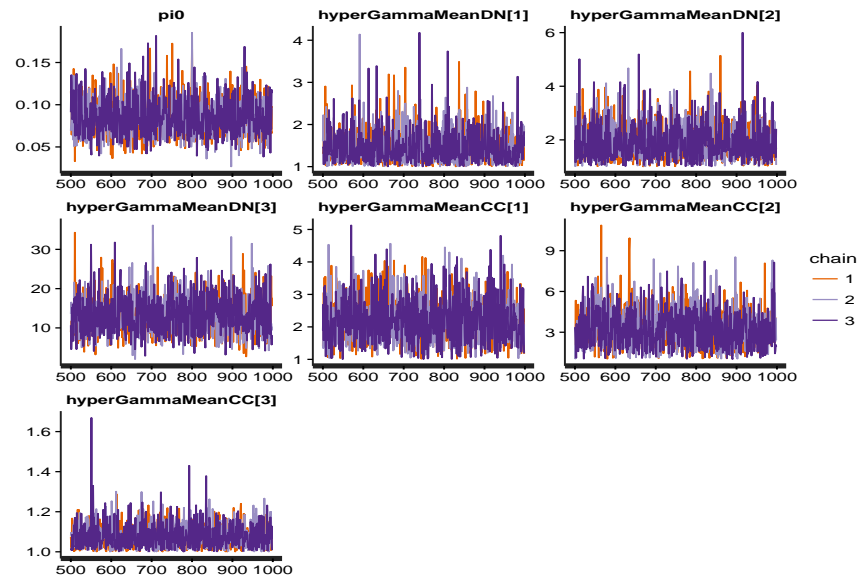 pi0
hyperGammaMeanDN[1]
hyperGammaMeanDN[2]
0.15
0.10
0.05
4
3
2
1
6
4
2
500 600 700 800 900 1000
500 600 700 800 900 1000
500 600 700 800 900 1000
hyperGammaMeanDN[3]
hyperGammaMeanCC[1]
hyperGammaMeanCC[2]
30
20
10
5
4
3
2
1
9
6
3
500 600 700 800 900 1000
500 600 700 800 900 1000
500 600 700 800 900 1000
chain
1
2
3
hyperGammaMeanCC[3]
1.6
1.4
1.2
1.0
500 600 700 800 900 1000